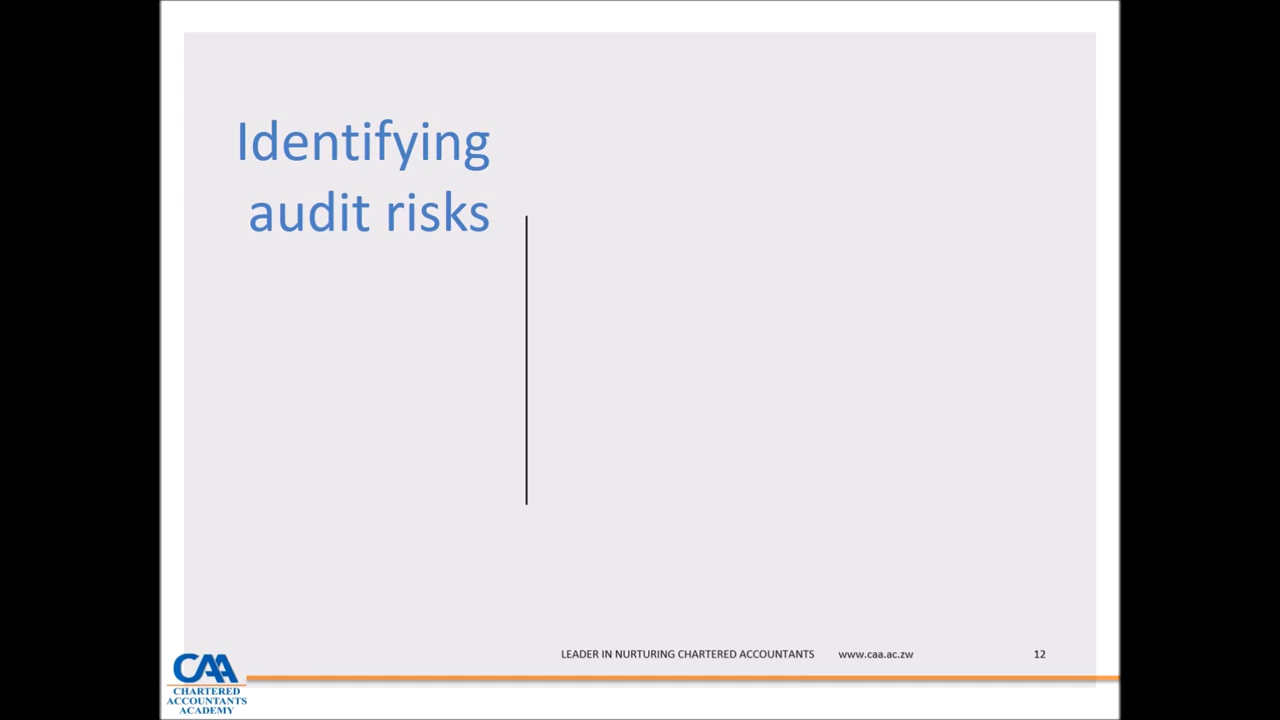 Identifying
audit risks
LEADER IN NURTURING CHARTERED ACCOUNTANTS www.caa.ac.zw 12
CAA
CHARTERED
ACCOUNTANTS
ACADEMY